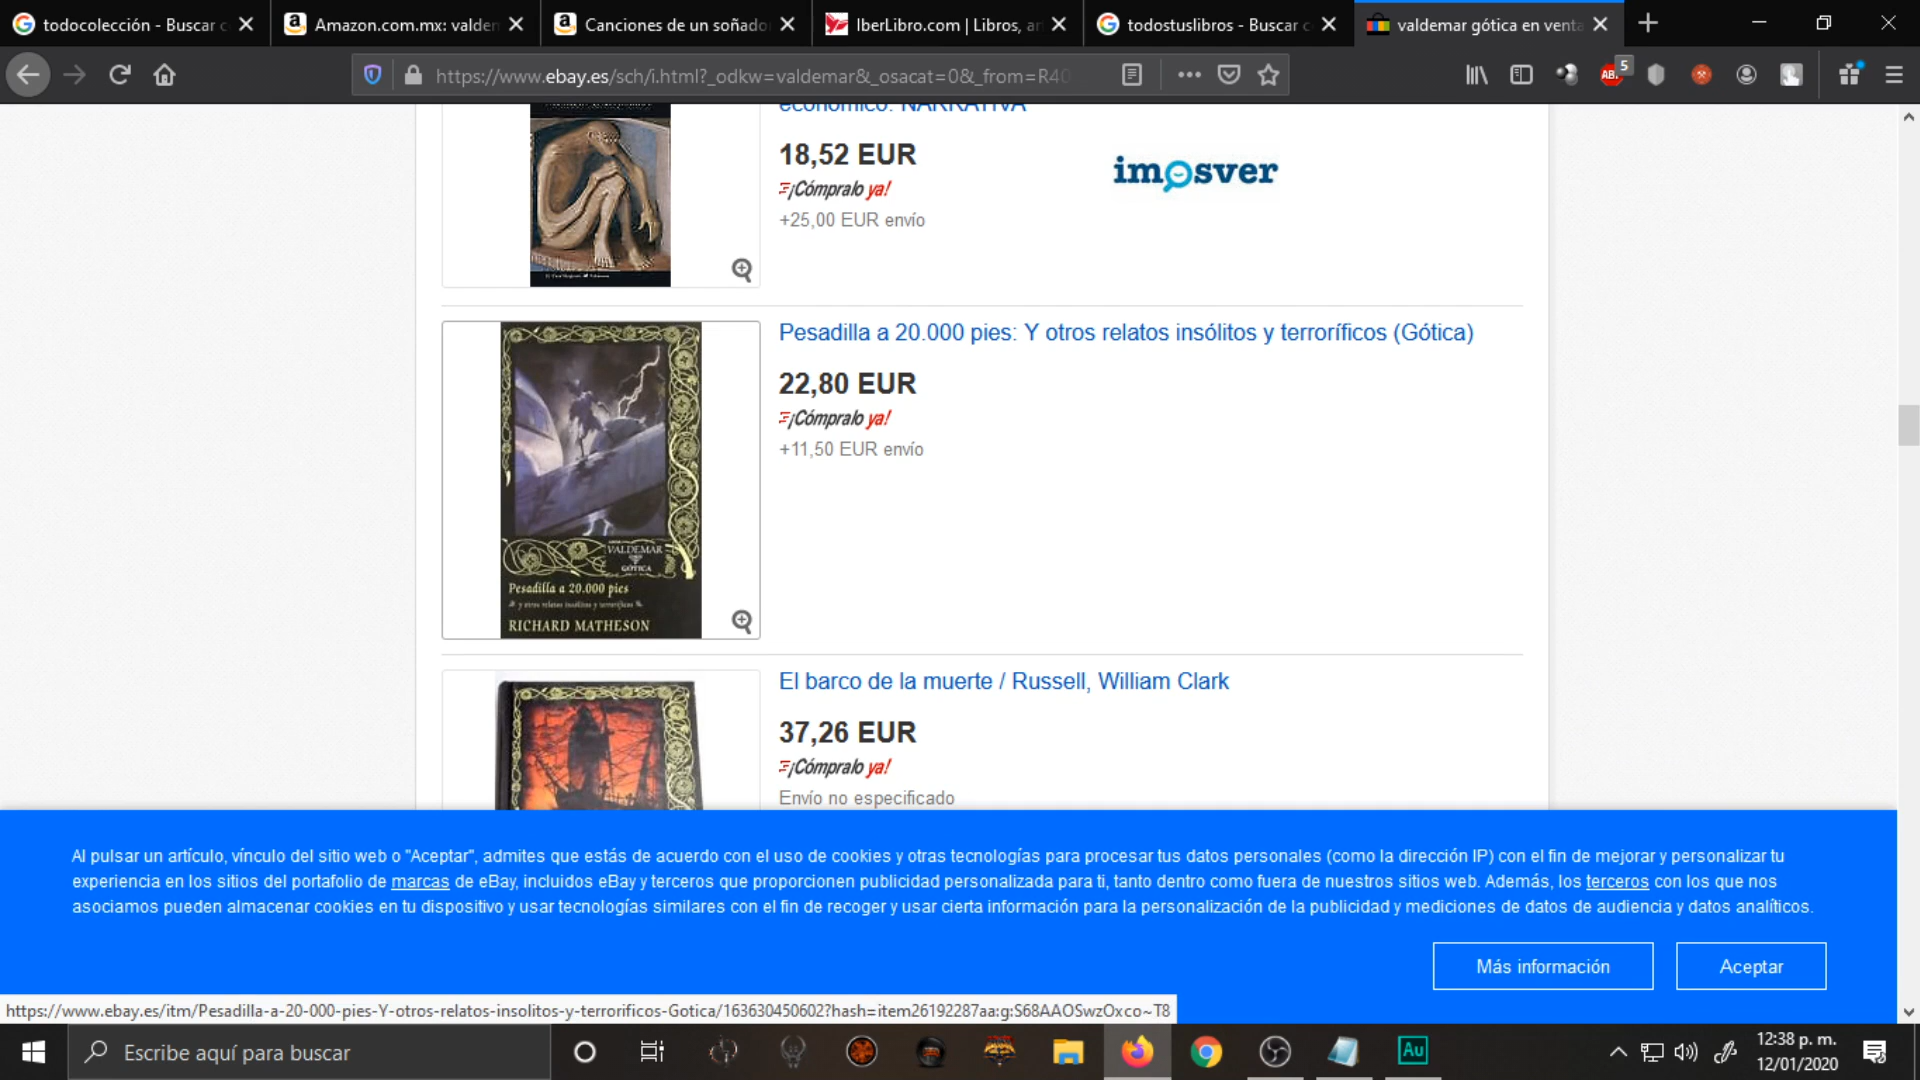 todocolección - Buscar c
Amazon.com.mx: valden
Canciones de un soñado
IberLibro.com | Libros, ar
todostuslibros - Buscar c
valdemar gótica en venta
https://www.ebay.es/sch/i.html?_odkw=valdemar&_osacat=0&_from=R40
ABP
5
económico. NARRATIVA
18,52 EUR
¡Cómpralo ya!
+25,00 EUR envío
imosver
Pesadilla a 20.000 pies: Y otros relatos insólitos y terroríficos (Gótica)
22,80 EUR
¡Cómpralo ya!
+11,50 EUR envío
VALDEMAR
GÓTICA
Pesadilla a 20.000 pies
y otros relatos insólitos y terroríficos
RICHARD MATHESON
El barco de la muerte / Russell, William Clark
37,26 EUR
¡Cómpralo ya!
Envío no especificado
Al pulsar un artículo, vínculo del sitio web o "Aceptar", admites que estás de acuerdo con el uso de cookies y otras tecnologías para procesar tus datos personales (como la dirección IP) con el fin de mejorar y personalizar tu
experiencia en los sitios del portafolio de marcas de eBay, incluidos eBay y terceros que proporcionen publicidad personalizada para ti, tanto dentro como fuera de nuestros sitios web. Además, los terceros con los que nos
asociamos pueden almacenar cookies en tu dispositivo y usar tecnologías similares con el fin de recoger y usar cierta información para la personalización de la publicidad y mediciones de datos de audiencia y datos analíticos.
Más información
Aceptar
https://www.ebay.es/itm/Pesadilla-a-20-000-pies-Y-otros-relatos-insolitos-y-terrorificos-Gotica/163630450602?hash=item26192287aa:g:S68AAOSwzOxco~T8
Escribe aquí para buscar
Au
12:38 p. m.
12/01/2020